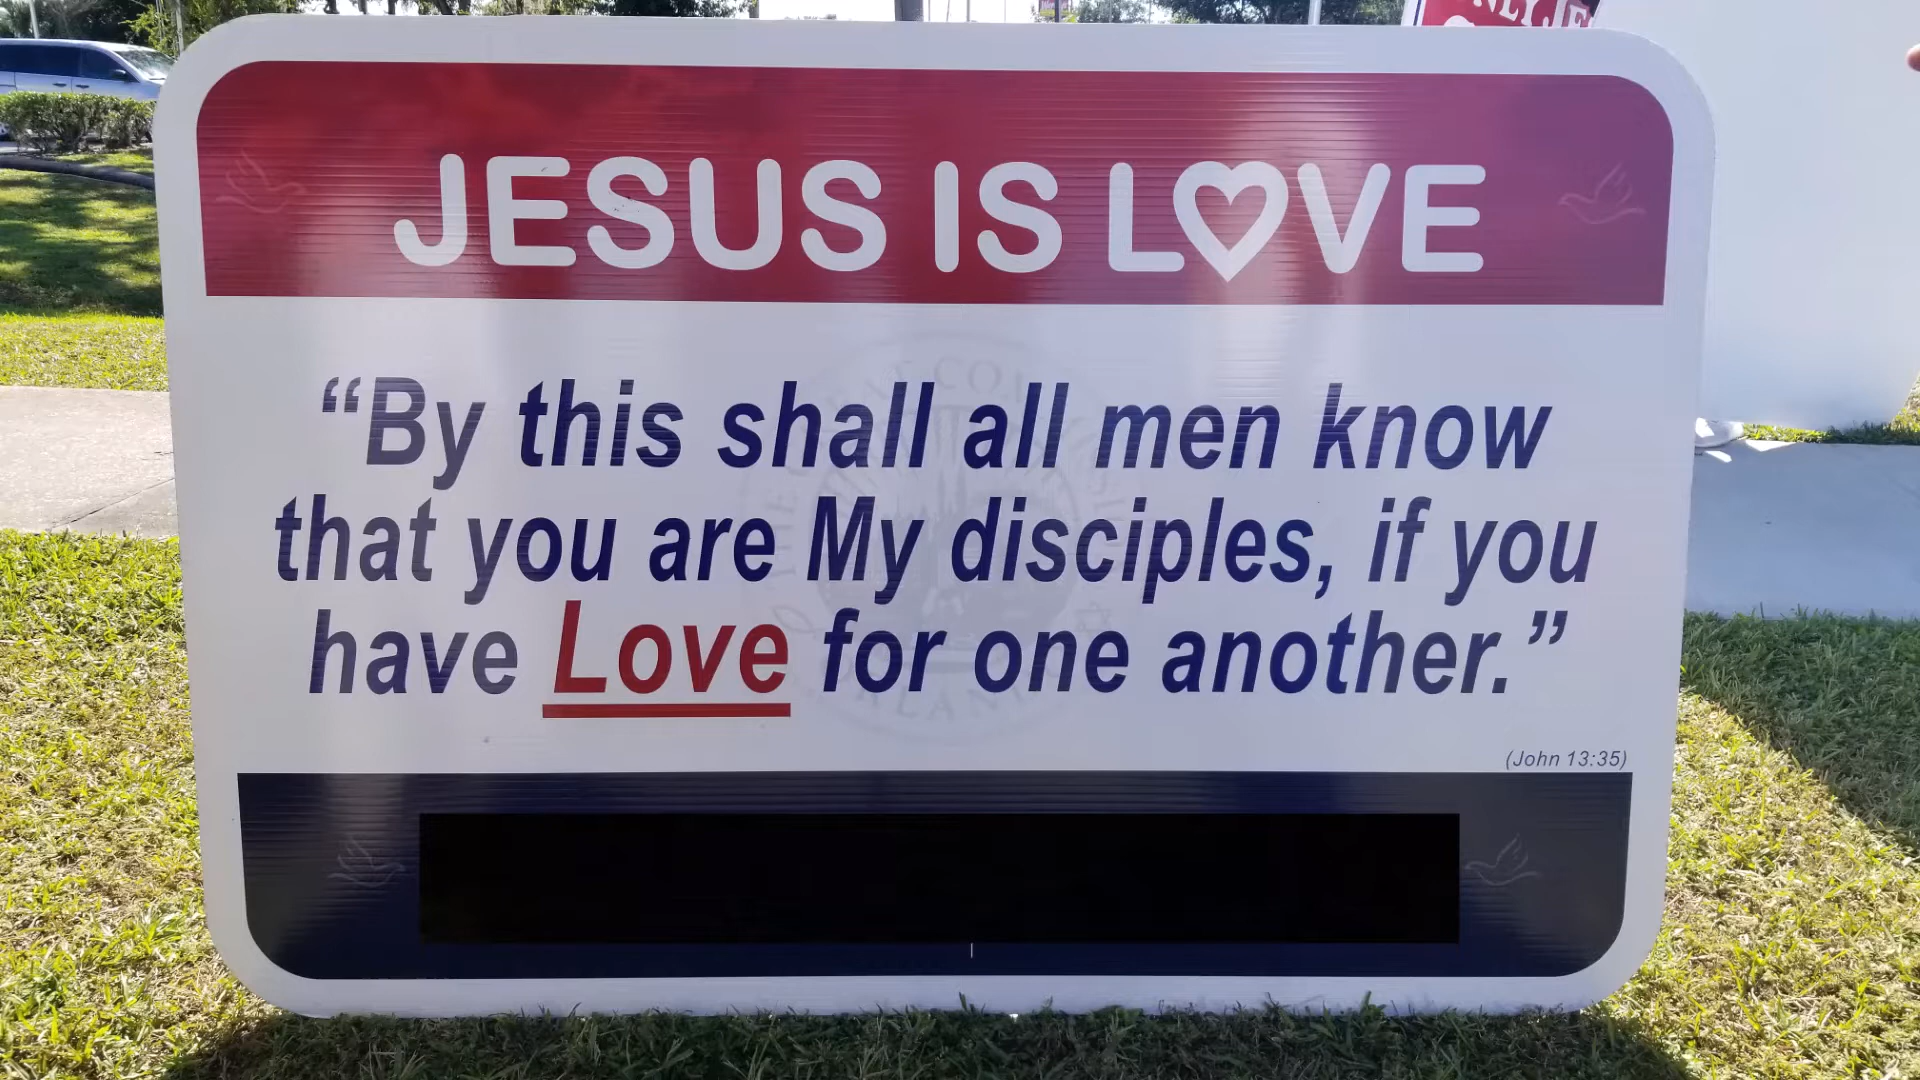 JESUS IS LOVE
“By this shall all men know
that you are My disciples, if you
have Love for one another.”
(John 13:35)